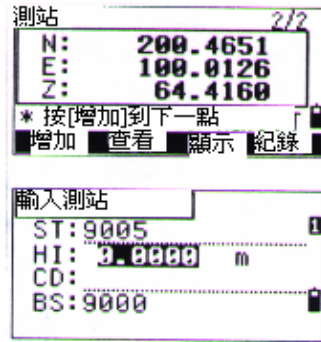 測站 2/2
N: 200.4651
E: 100.0126
Z: 64.4160
* 按[增加]到下一點
增加 查看 顯示 紀錄
輸入測站
ST:9005
HI: 0.0000 m
CD:
BS:9000